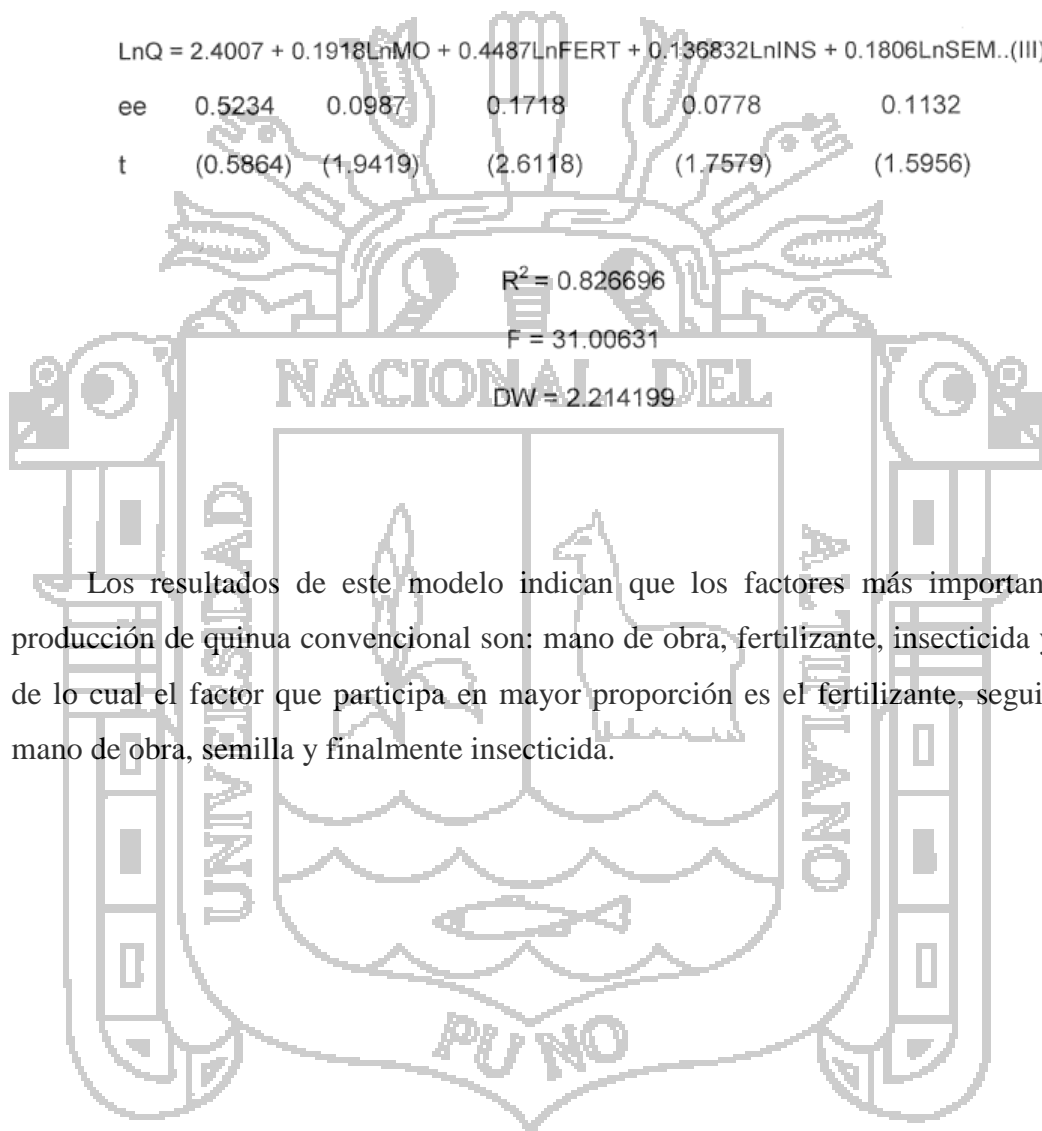 LnQ = 2.4007 + 0.1918LnMO + 0.4487LnFERT + 0.136832LnINS + 0.1806LnSEM..(III)
ee 0.5234 0.0987 0.1718 0.0778 0.1132
t (0.5864) (1.9419) (2.6118) (1.7579) (1.5956)
R² = 0.826696
F = 31.00631
NACIONAL DEL
DW = 2.214199
UNIVERSIDAD
ALTIPLANO
Los resultados de este modelo indican que los factores más importan
producción de quinua convencional son: mano de obra, fertilizante, insecticida y
de lo cual el factor que participa en mayor proporción es el fertilizante, segui
mano de obra, semilla y finalmente insecticida.
PUNO